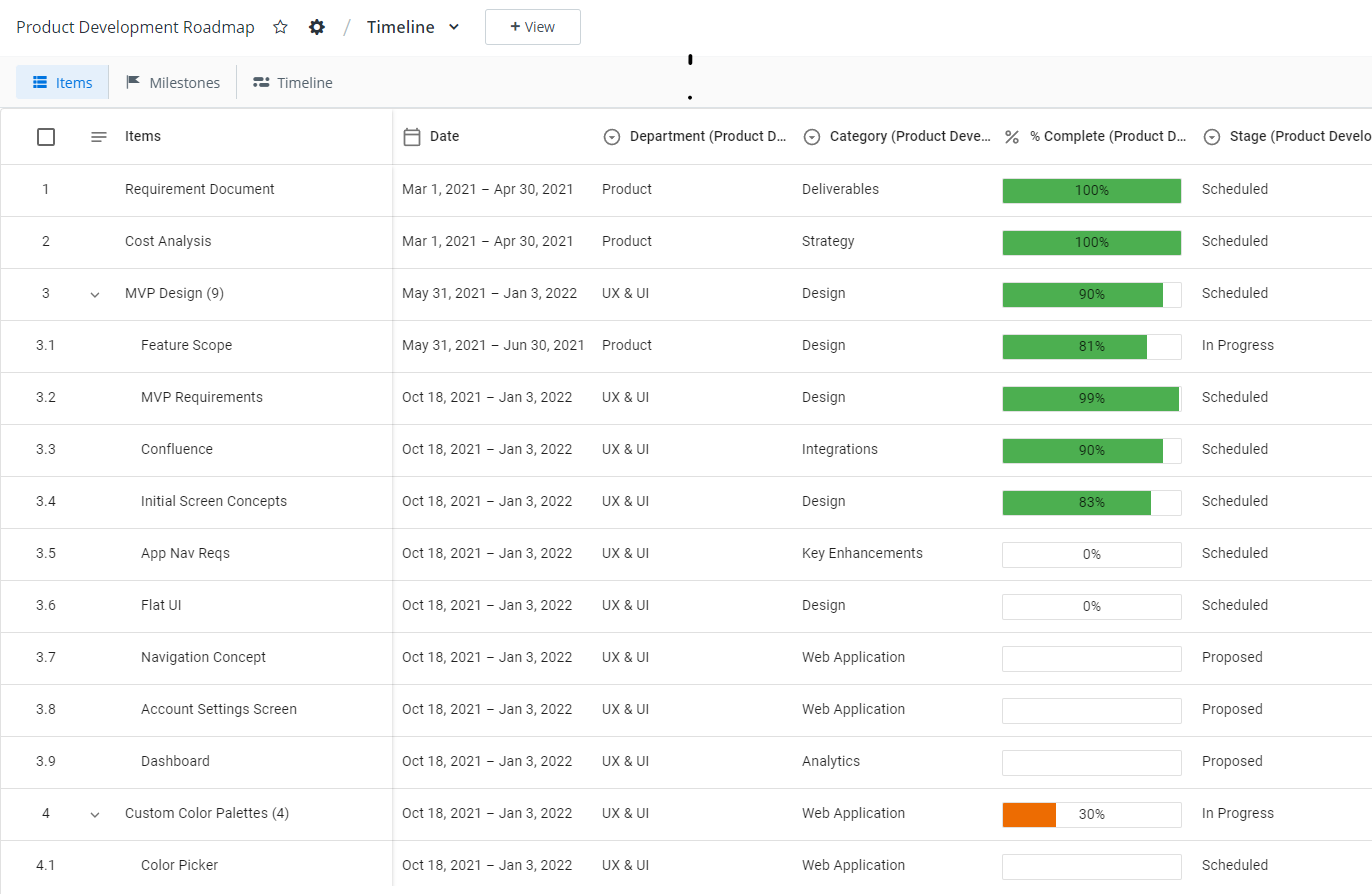 Product Development Roadmap / Timeline + View
Items Milestones Timeline
Items Date Department (Product D... Category (Product Deve... % Complete (Product D... Stage (Product Develo
1 Requirement Document Mar 1, 2021 – Apr 30, 2021 Product Deliverables 100% Scheduled
2 Cost Analysis Mar 1, 2021 – Apr 30, 2021 Product Strategy 100% Scheduled
3 MVP Design (9) May 31, 2021 – Jan 3, 2022 UX & UI Design 90% Scheduled
3.1 Feature Scope May 31, 2021 – Jun 30, 2021 Product Design 81% In Progress
3.2 MVP Requirements Oct 18, 2021 – Jan 3, 2022 UX & UI Design 99% Scheduled
3.3 Confluence Oct 18, 2021 – Jan 3, 2022 UX & UI Integrations 90% Scheduled
3.4 Initial Screen Concepts Oct 18, 2021 – Jan 3, 2022 UX & UI Design 83% Scheduled
3.5 App Nav Reqs Oct 18, 2021 – Jan 3, 2022 UX & UI Key Enhancements 0% Scheduled
3.6 Flat UI Oct 18, 2021 – Jan 3, 2022 UX & UI Design 0% Scheduled
3.7 Navigation Concept Oct 18, 2021 – Jan 3, 2022 UX & UI Web Application Proposed
3.8 Account Settings Screen Oct 18, 2021 – Jan 3, 2022 UX & UI Web Application Proposed
3.9 Dashboard Oct 18, 2021 – Jan 3, 2022 UX & UI Analytics Proposed
4 Custom Color Palettes (4) Oct 18, 2021 – Jan 3, 2022 UX & UI Web Application 30% In Progress
4.1 Color Picker Oct 18, 2021 – Jan 3, 2022 UX & UI Web Application Scheduled